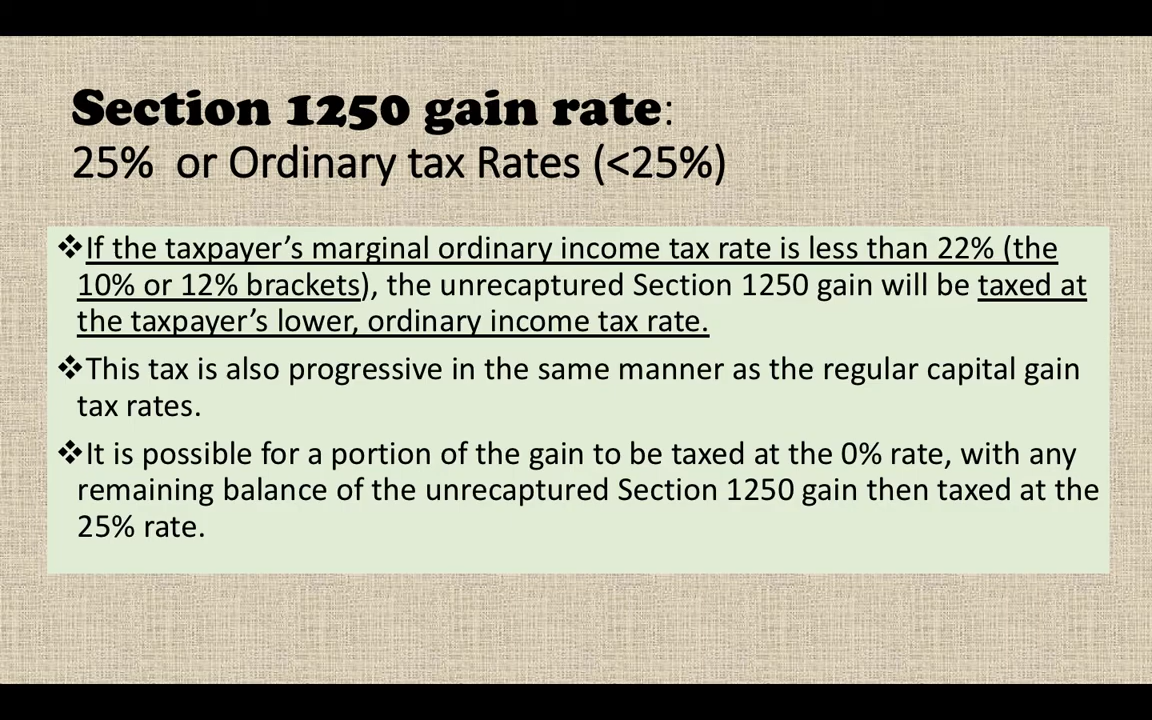 Section 1250 gain rate:
25%  or Ordinary tax Rates (<25%)
❖If the taxpayer’s marginal ordinary income tax rate is less than 22% (the
10% or 12% brackets), the unrecaptured Section 1250 gain will be taxed at
the taxpayer’s lower, ordinary income tax rate.
❖This tax is also progressive in the same manner as the regular capital gain
tax rates.
❖It is possible for a portion of the gain to be taxed at the 0% rate, with any
remaining balance of the unrecaptured Section 1250 gain then taxed at the
25% rate.